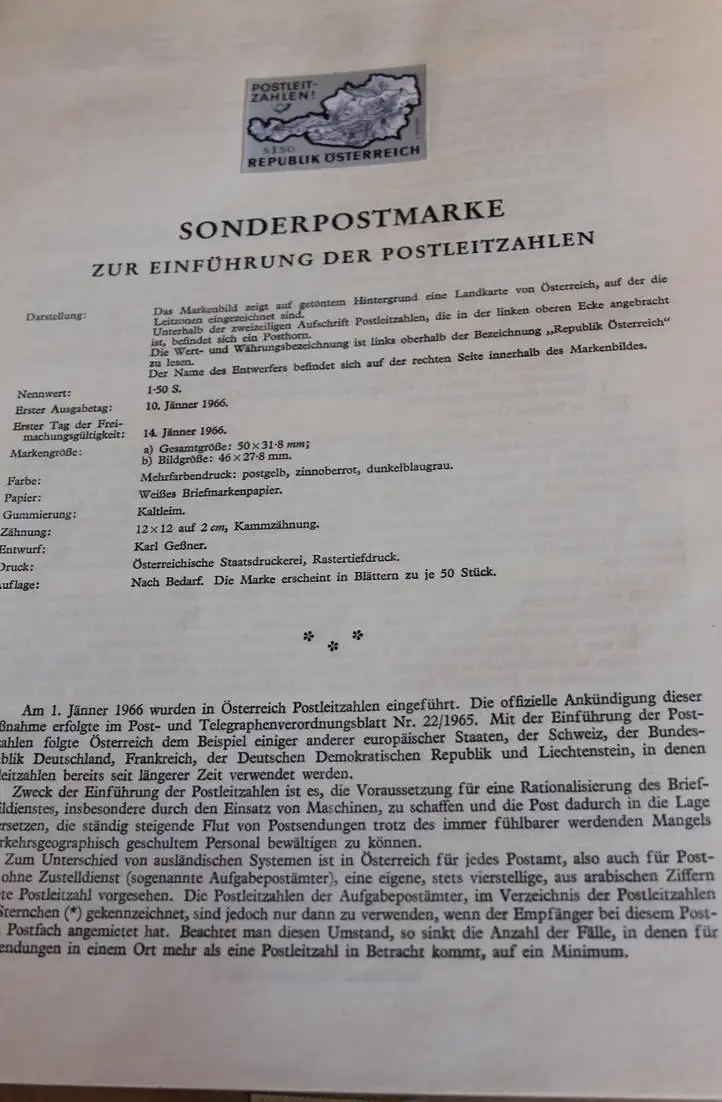 POSTLEIT-
ZAHLEN!
S 1·50
REPUBLIK ÖSTERREICH
SONDERPOSTMARKE
ZUR EINFÜHRUNG DER POSTLEITZAHLEN
Darstellung: Das Markenbild zeigt auf getöntem Hintergrund eine Landkarte von Österreich, auf der die
Leitzonen eingezeichnet sind.
Unterhalb der zweizeiligen Aufschrift Postleitzahlen, die in der linken oberen Ecke angebracht
ist, befindet sich ein Posthorn.
Die Wert- und Währungsbezeichnung ist links oberhalb der Bezeichnung „Republik Österreich“
zu lesen.
Der Name des Entwerfers befindet sich auf der rechten Seite innerhalb des Markenbildes.
Nennwert: 1·50 S.
Erster Ausgabetag: 10. Jänner 1966.
Erster Tag der Frei-
machungsgültigkeit: 14. Jänner 1966.
Markengröße: a) Gesamtgröße: 50×31·8 mm;
b) Bildgröße: 46×27·8 mm.
Farbe: Mehrfarbendruck: postgelb, zinnoberrot, dunkelblaugrau.
Papier: Weißes Briefmarkenpapier.
Gummierung: Kaltleim.
Zähnung: 12×12 auf 2 cm, Kammzähnung.
Entwurf: Karl Geßner.
Druck: Österreichische Staatsdruckerei, Rastertiefdruck.
uflage: Nach Bedarf. Die Marke erscheint in Blättern zu je 50 Stück.
Am 1. Jänner 1966 wurden in Österreich Postleitzahlen eingeführt. Die offizielle Ankündigung dieser
ßnahme erfolgte im Post- und Telegraphenverordnungsblatt Nr. 22/1965. Mit der Einführung der Post-
zahlen folgte Österreich dem Beispiel einiger anderer europäischer Staaten, der Schweiz, der Bundes-
blik Deutschland, Frankreich, der Deutschen Demokratischen Republik und Liechtenstein, in denen
leitzahlen bereits seit längerer Zeit verwendet werden.
Zweck der Einführung der Postleitzahlen ist es, die Voraussetzung für eine Rationalisierung des Brief-
ildienstes, insbesondere durch den Einsatz von Maschinen, zu schaffen und die Post dadurch in die Lage
ersetzen, die ständig steigende Flut von Postsendungen trotz des immer fühlbarer werdenden Mangels
rkehrsgeographisch geschultem Personal bewältigen zu können.
Zum Unterschied von ausländischen Systemen ist in Österreich für jedes Postamt, also auch für Post-
ohne Zustelldienst (sogenannte Aufgabepostämter), eine eigene, stets vierstellige, aus arabischen Ziffern
te Postleitzahl vorgesehen. Die Postleitzahlen der Aufgabepostämter, im Verzeichnis der Postleitzahlen
Sternchen (*) gekennzeichnet, sind jedoch nur dann zu verwenden, wenn der Empfänger bei diesem Post-
Postfach angemietet hat. Beachtet man diesen Umstand, so sinkt die Anzahl der Fälle, in denen für
endungen in einem Ort mehr als eine Postleitzahl in Betracht kommt, auf ein Minimum.